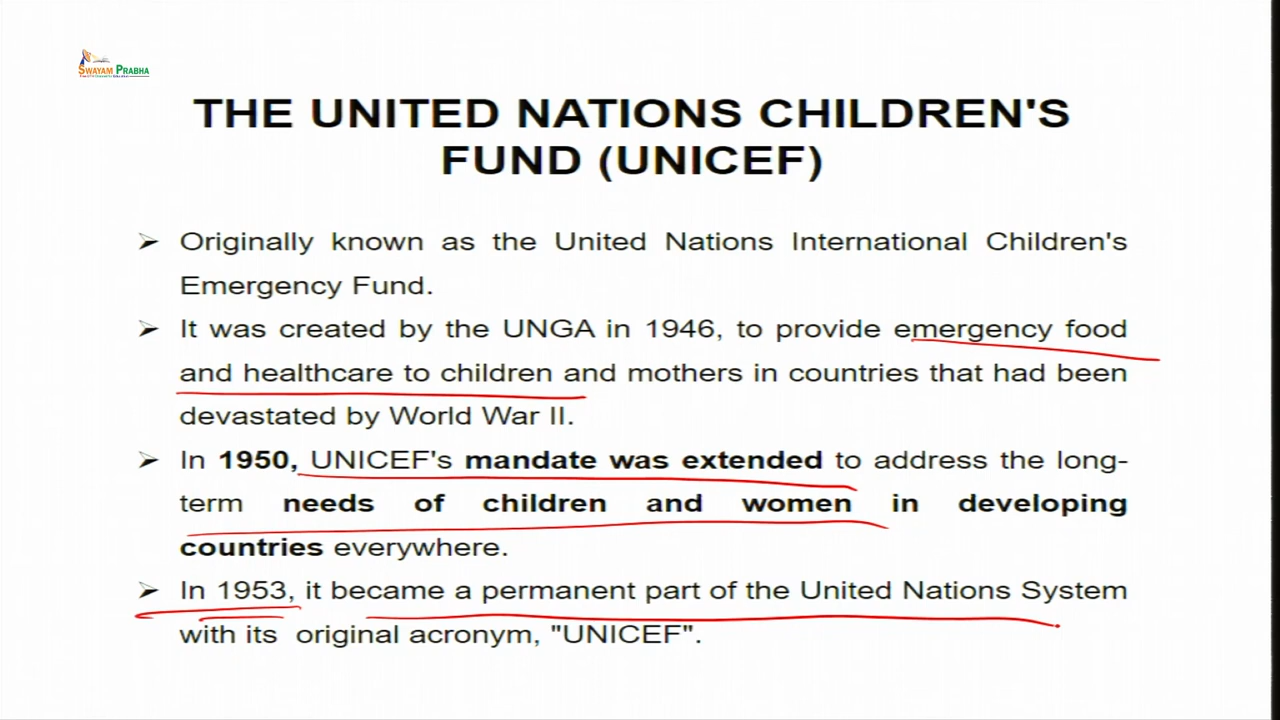 SWAYAM PRABHA
THE UNITED NATIONS CHILDREN'S
FUND (UNICEF)
➢ Originally known as the United Nations International Children's
Emergency Fund.
➢ It was created by the UNGA in 1946, to provide emergency food
and healthcare to children and mothers in countries that had been
devastated by World War II.
➢ In 1950, UNICEF's mandate was extended to address the long-
term needs of children and women in developing
countries everywhere.
➢ In 1953, it became a permanent part of the United Nations System
with its original acronym, "UNICEF".